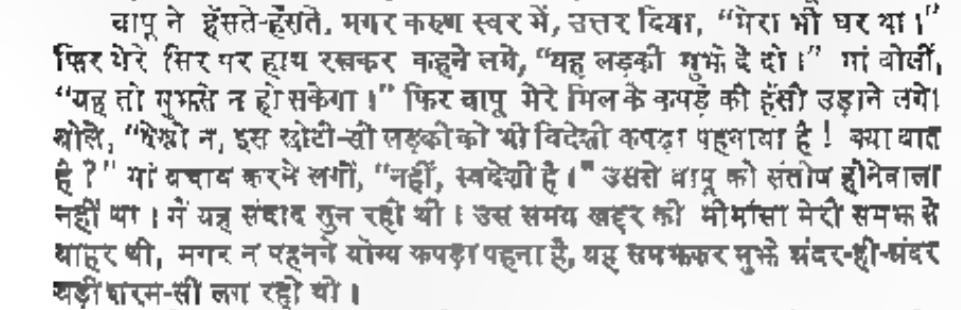 बापू ने हँसते-हँसते, मगर करुण स्वर में, उत्तर दिया, “मेरा भी घर था ।”
फिर मेरे सिर पर हाथ रखकर कहने लगे, “यह लड़की मुझे दे दो ।” मां बोलीं,
“यह तो मुझसे न हो सकेगा ।” फिर बापू मेरे मिल के कपड़े की हँसी उड़ाने लगे।
बोले, “देखो न, इस छोटी-सी लड़की को भी विदेशी कपड़ा पहनाया है ! क्या बात
है ?” मां बचाव करने लगीं, “नहीं, स्वदेशी है ।” उससे बापू को संतोष होनेवाला
नहीं था । मैं यह संवाद सुन रही थी । उस समय खद्दर की मीमांसा मेरी समझ से
बाहर थी, मगर न पहनने योग्य कपड़ा पहना है, यह समझकर मुझे अंदर-ही-अंदर
बड़ी शरम-सी लग रही थी ।